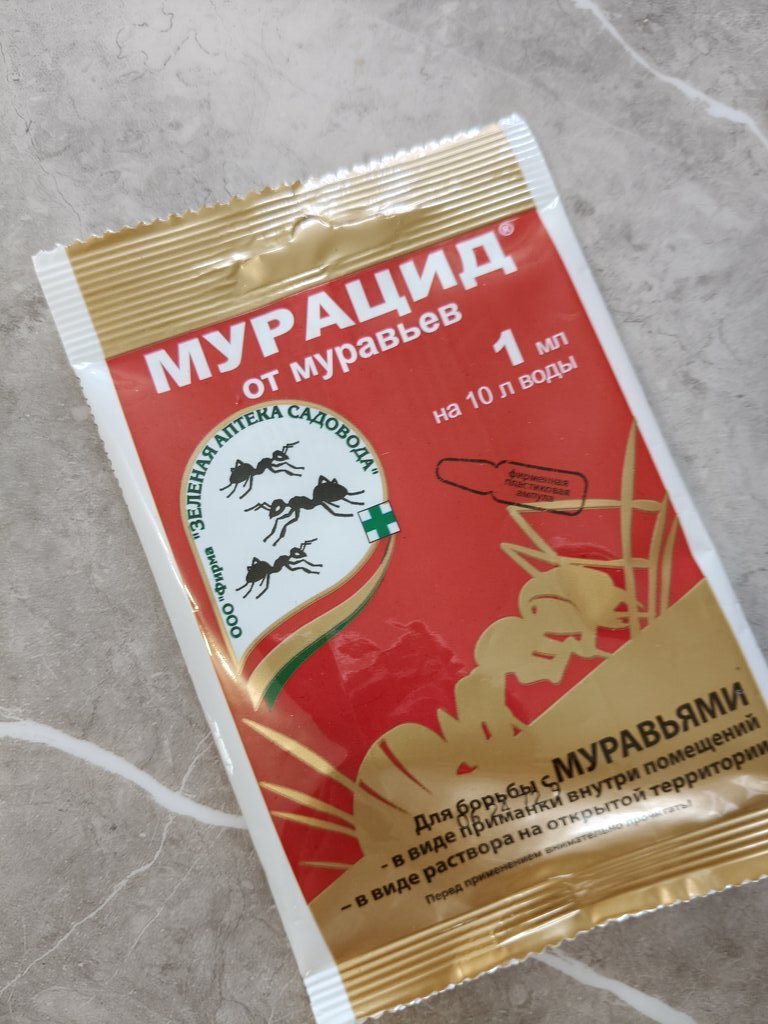 МУРАЦИД®
от муравьев
1 мл
на 10 л воды
ООО "Фирма "ЗЕЛЕНАЯ АПТЕКА САДОВОДА"
фирменная
пластиковая
ампула
Для борьбы с МУРАВЬЯМИ
- в виде приманки внутри помещений
– в виде раствора на открытой территории
Перед применением внимательно прочитать!